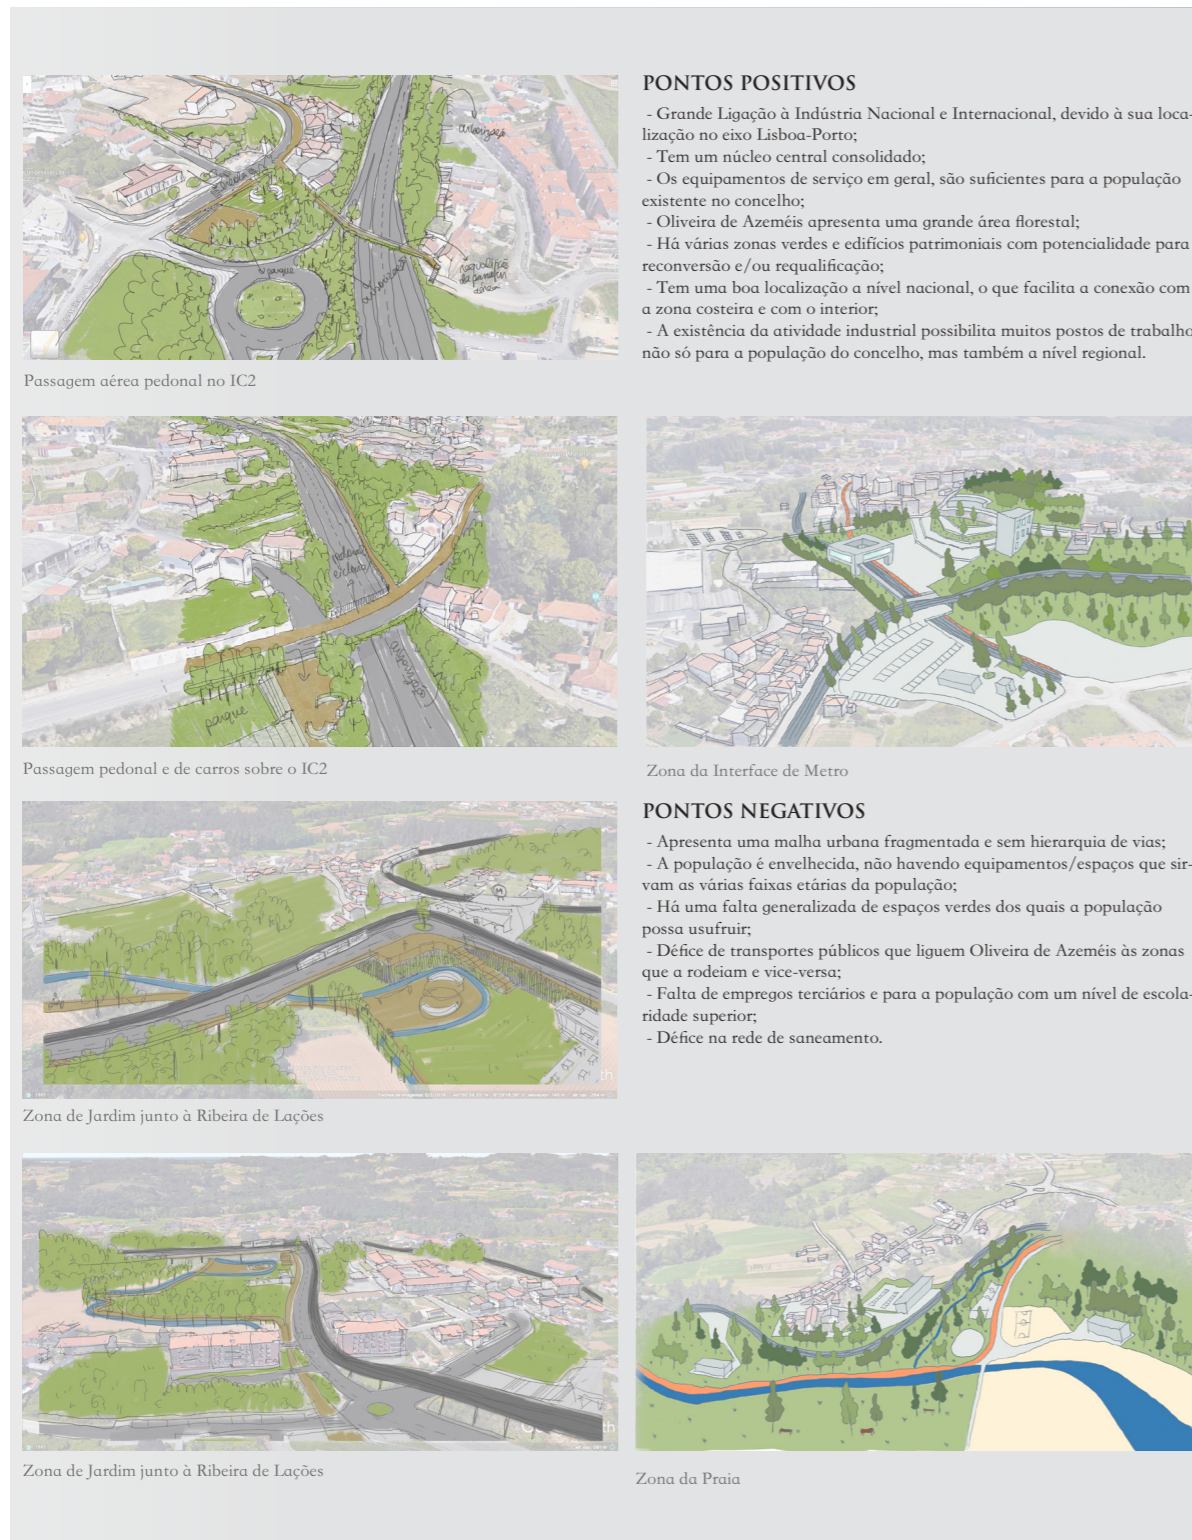 PONTOS POSITIVOS
- Grande Ligação à Indústria Nacional e Internacional, devido à sua loca-
lização no eixo Lisboa-Porto;
- Tem um núcleo central consolidado;
- Os equipamentos de serviço em geral, são suficientes para a população
existente no concelho;
- Oliveira de Azeméis apresenta uma grande área florestal;
- Há várias zonas verdes e edifícios patrimoniais com potencialidade para
reconversão e/ou requalificação;
- Tem uma boa localização a nível nacional, o que facilita a conexão com
a zona costeira e com o interior;
- A existência da atividade industrial possibilita muitos postos de trabalho
não só para a população do concelho, mas também a nível regional.
parque
Passagem aérea pedonal no IC2
parque
Passagem pedonal e de carros sobre o IC2
Zona da Interface de Metro
PONTOS NEGATIVOS
- Apresenta uma malha urbana fragmentada e sem hierarquia de vias;
- A população é envelhecida, não havendo equipamentos/espaços que sir-
vam as várias faixas etárias da população;
- Há uma falta generalizada de espaços verdes dos quais a população
possa usufruir;
- Défice de transportes públicos que liguem Oliveira de Azeméis às zonas
que a rodeiam e vice-versa;
- Falta de empregos terciários e para a população com um nível de escola-
ridade superior;
- Défice na rede de saneamento.
M
Zona de Jardim junto à Ribeira de Lações
Zona de Jardim junto à Ribeira de Lações
Zona da Praia